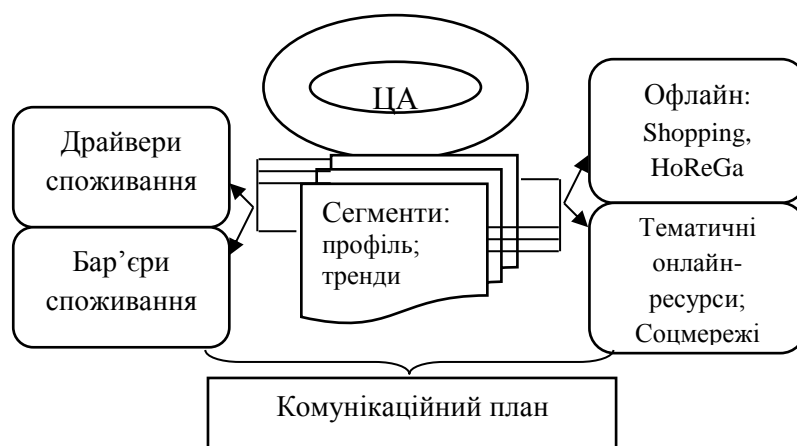 ЦА
Драйвери
споживання
Бар’єри
споживання
Сегменти:
профіль;
тренди
Офлайн:
Shopping,
HoReGa
Тематичні
онлайн-
ресурси;
Соцмережі
Комунікаційний план